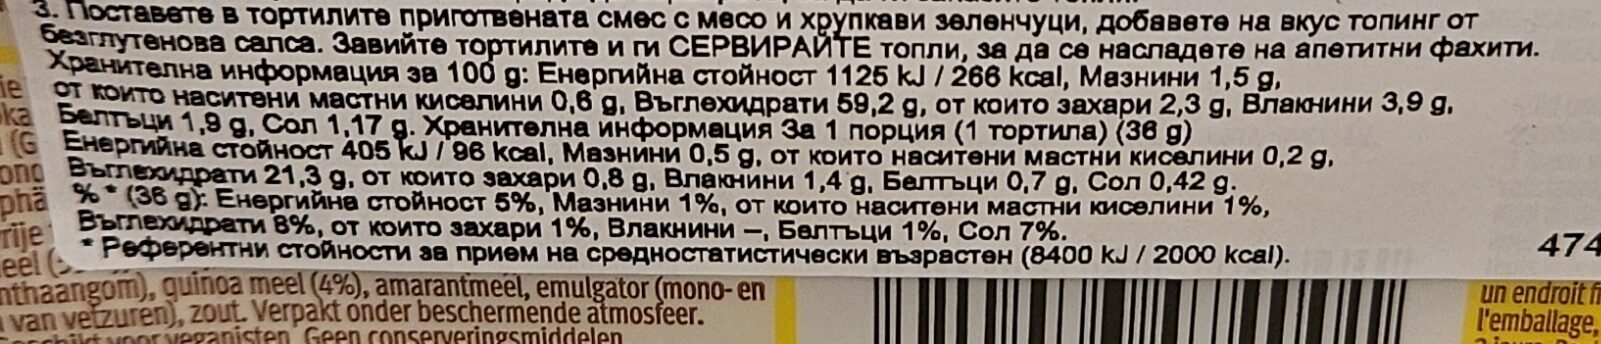 3. Поставете в тортилите приготвената смес с месо и хрупкави зеленчуци, добавете на вкус топинг от
безглутенова салса. Завийте тортилите и ги СЕРВИРАЙТЕ топли, за да се насладете на апетитни фахити.
Хранителна информация за 100 g: Енергийна стойност 1125 kJ / 266 kcal, Мазнини 1,5 g,
от които наситени мастни киселини 0,6 g, Въглехидрати 59,2 g, от които захари 2,3 g, Влакнини 3,9 g,
Белтъци 1,9 g, Сол 1,17 g. Хранителна информация За 1 порция (1 тортила) (36 g)
Енергийна стойност 405 kJ / 96 kcal, Мазнини 0,5 g, от които наситени мастни киселини 0,2 g,
Въглехидрати 21,3 g, от които захари 0,8 g, Влакнини 1,4 g, Белтъци 0,7 g, Сол 0,42 g.
% * (36 g): Енергийна стойност 5%, Мазнини 1%, от които наситени мастни киселини 1%,
Въглехидрати 8%, от които захари 1%, Влакнини –, Белтъци 1%, Сол 7%.
* Референтни стойности за прием на средностатистически възрастен (8400 kJ / 2000 kcal).
474
nthaangom), quinoa meel (4%), amarantmeel, emulgator (mono- en
van vetzuren), zout. Verpakt onder beschermende atmosfeer.
voor veganisten. Geen conserveringsmiddelen
un endroit
l'emballage,